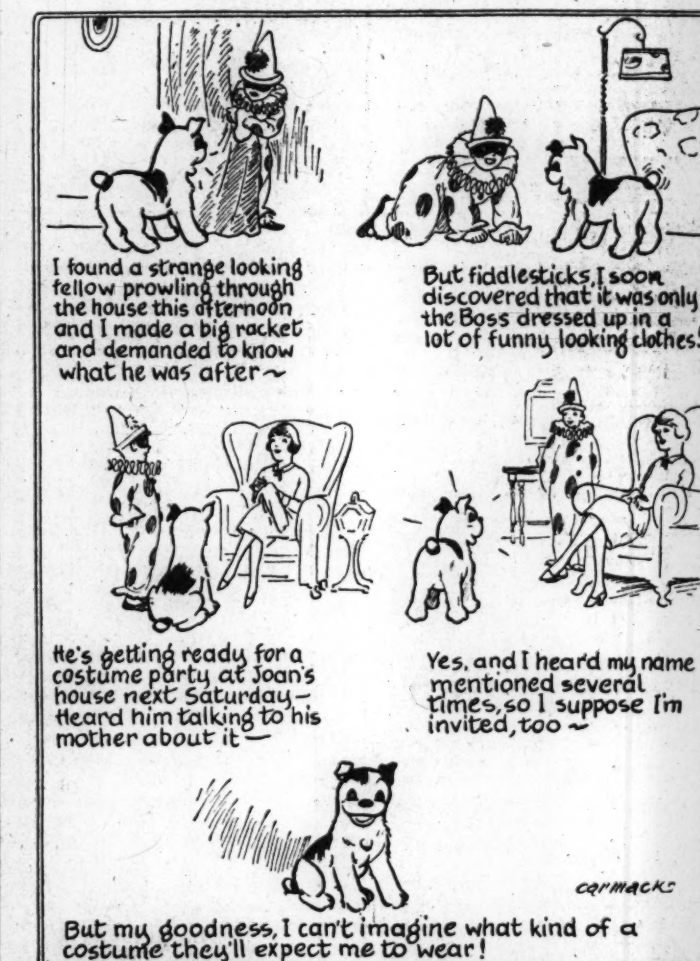 I found a strange looking
fellow prowling through
the house this afternoon
and I made a big racket
and demanded to know
what he was after~
But fiddlesticks, I soon
discovered that it was only
the Boss dressed up in a
lot of funny looking clothes!
He's getting ready for a
costume party at Joan's
house next Saturday—
Heard him talking to his
mother about it—
Yes, and I heard my name
mentioned several
times, so I suppose I'm
invited, too~
carmack
But my goodness, I can't imagine what kind of a
costume they'll expect me to wear!